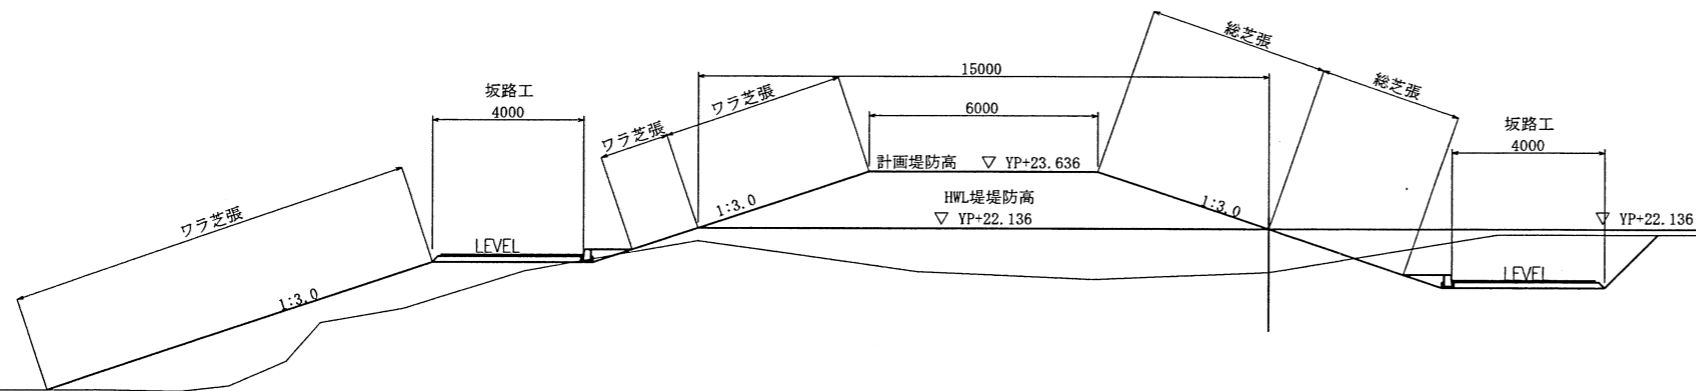 総芝張
総芝張
15000
坂路工
4000
ワラ芝張
ワラ芝張
6000
坂路工
4000
計画堤防高 ▽ YP+23.636
ワラ芝張
1:3.0
HWL堤堤防高
▽ YP+22.136
1:3.0
▽ YP+22.136
LEVEL
LEVEL
1:3.0